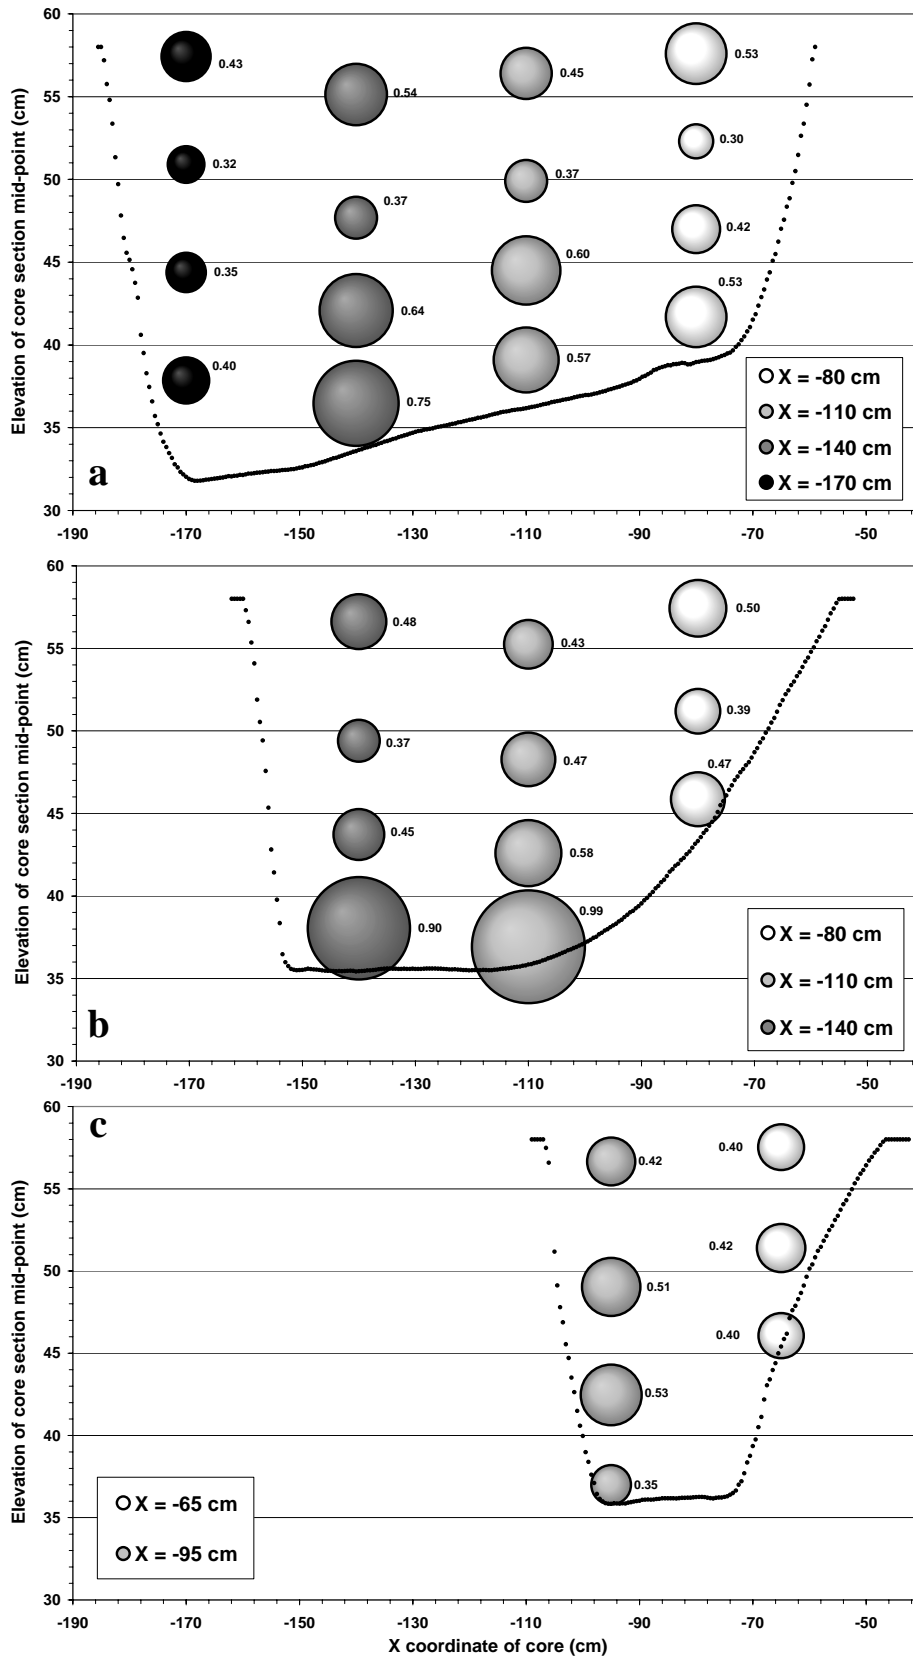 Elevation of core section mid-point (cm)
60
55
50
45
40
35
30
0.43
0.32
0.35
0.40
0.54
0.37
0.64
0.75
0.45
0.37
0.60
0.57
0.53
0.30
0.42
0.53
X = -80 cm
X = -110 cm
X = -140 cm
X = -170 cm
a
-190 -170 -150 -130 -110 -90 -70 -50
Elevation of core section mid-point (cm)
60
55
50
45
40
35
30
0.48
0.37
0.45
0.90
0.43
0.47
0.58
0.99
0.50
0.39
0.47
X = -80 cm
X = -110 cm
X = -140 cm
b
-190 -170 -150 -130 -110 -90 -70 -50
Elevation of core section mid-point (cm)
60
55
50
45
40
35
30
c
0.42
0.51
0.53
0.35
0.40
0.42
0.40
X = -65 cm
X = -95 cm
-190 -170 -150 -130 -110 -90 -70 -50
X coordinate of core (cm)